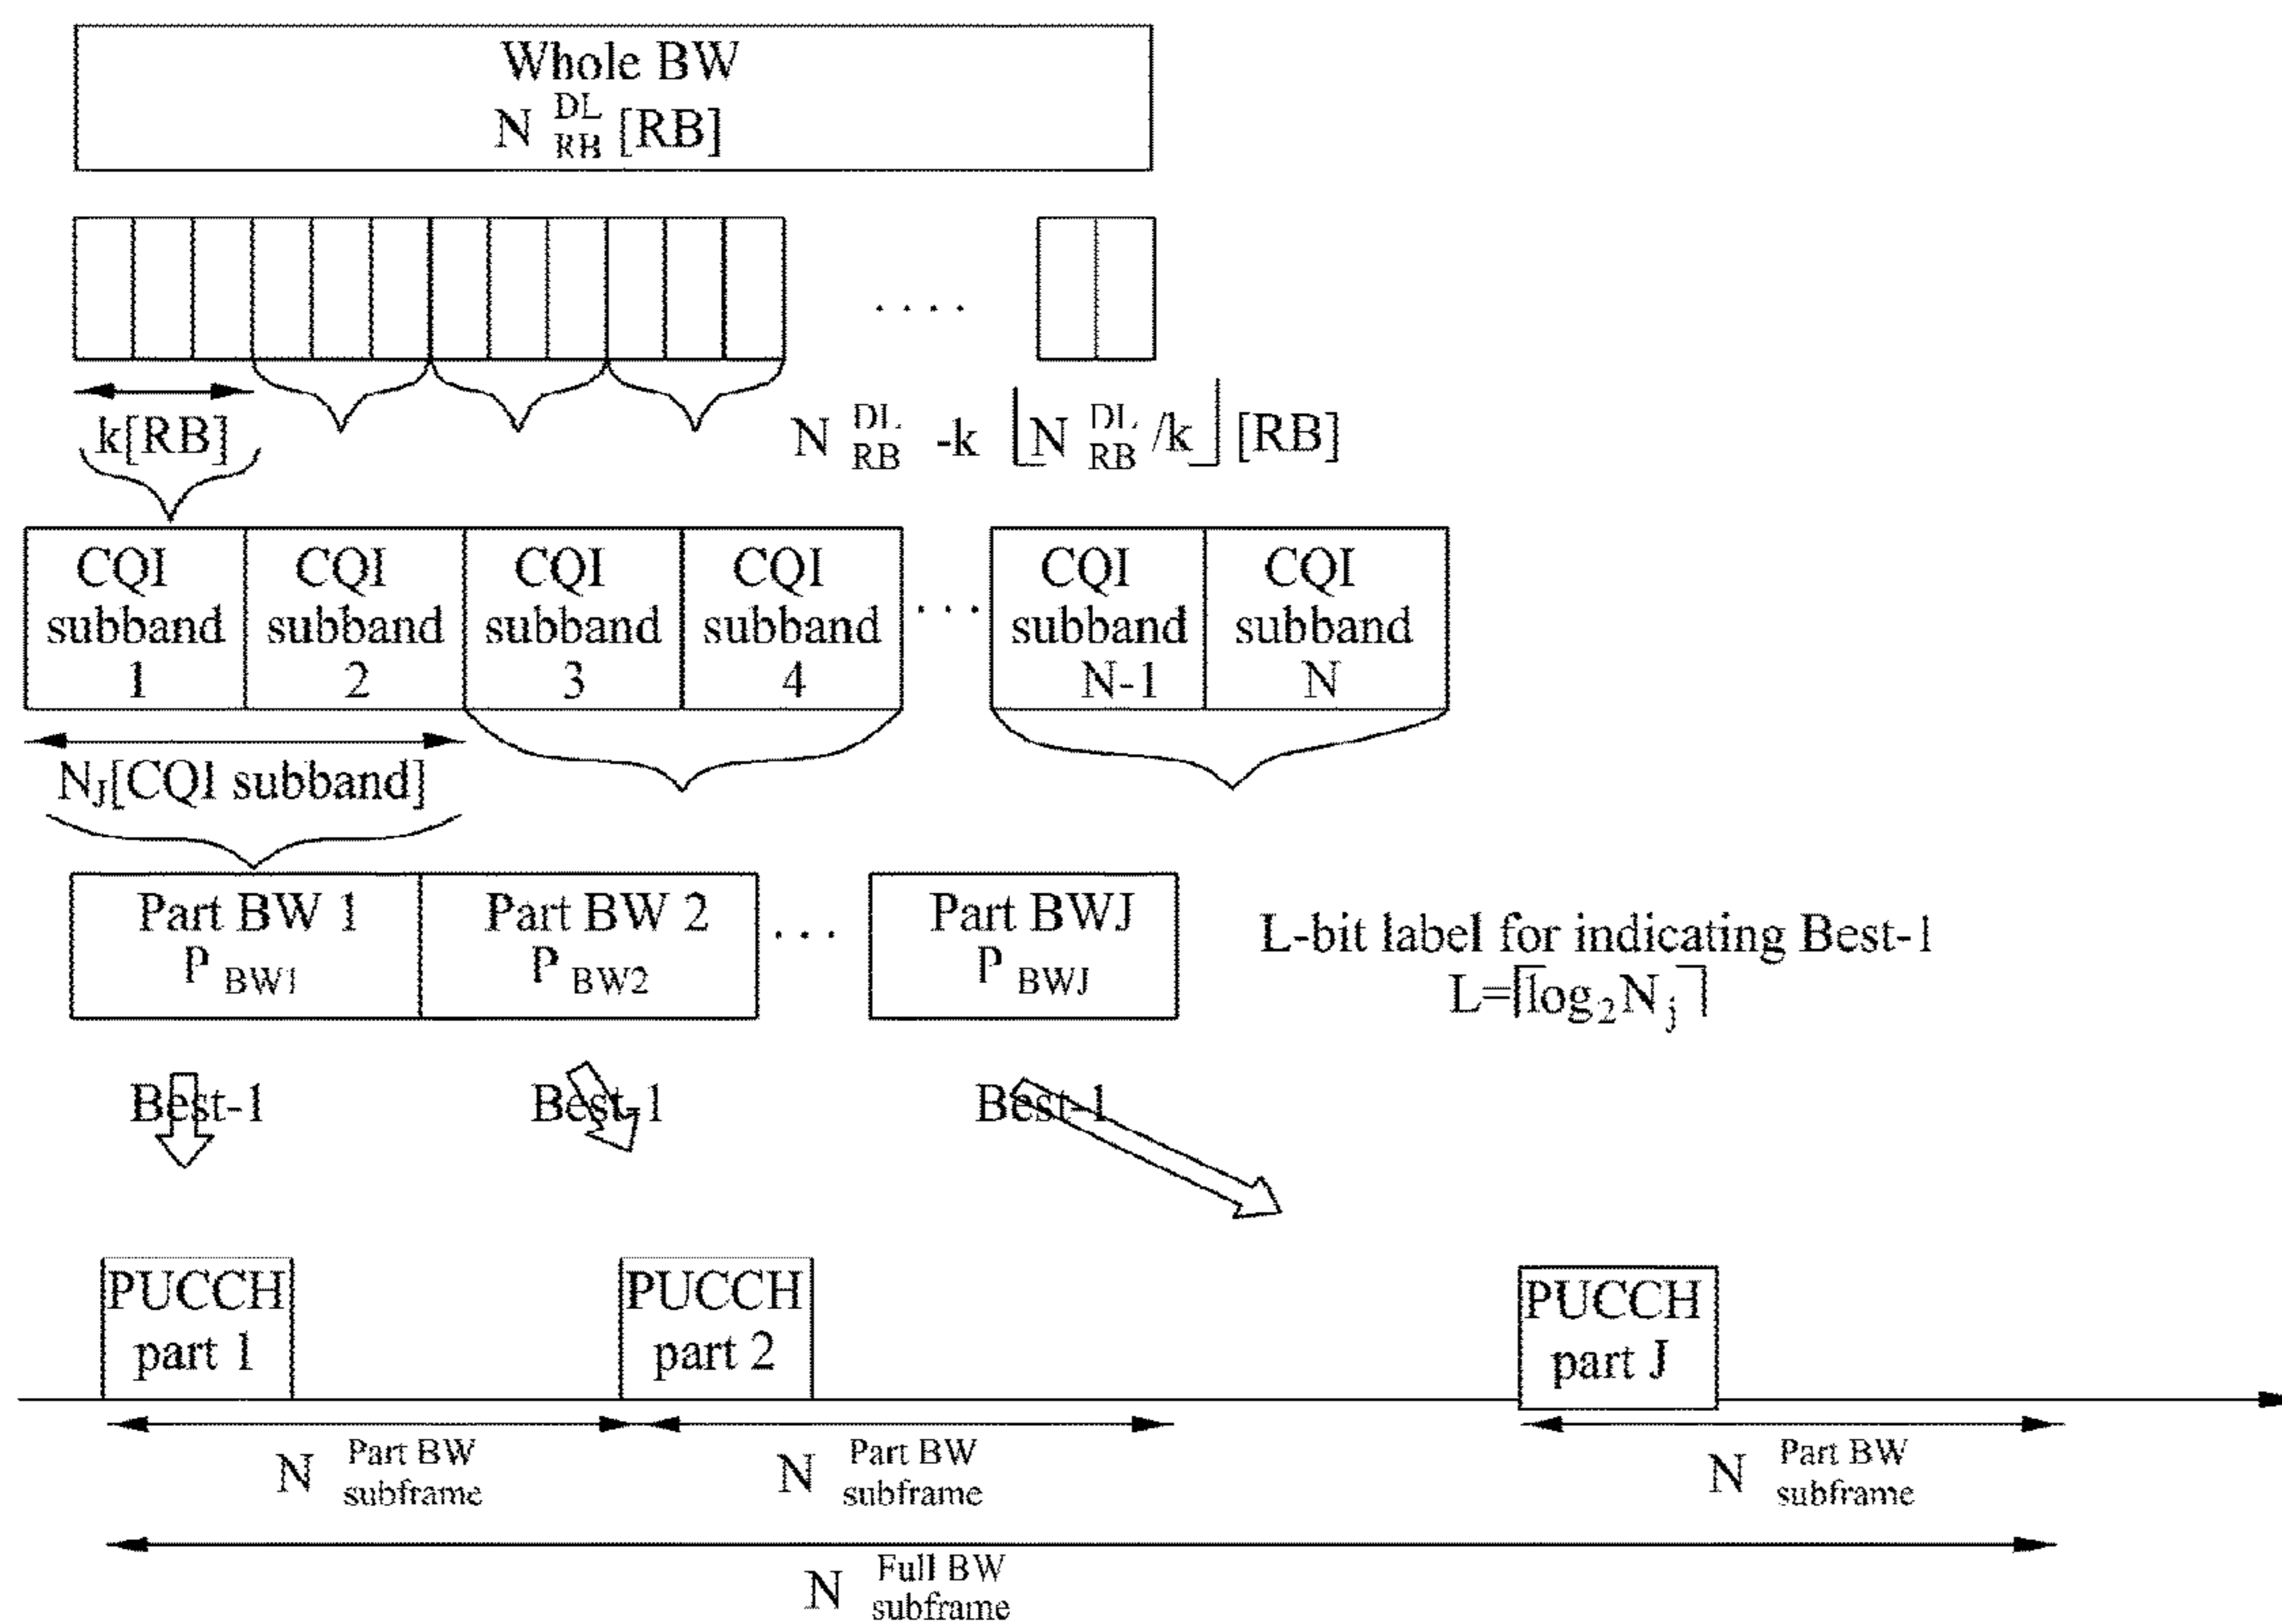 Whole BW
N DL RB [RB]
....
k[RB]
N DL RB -k ⌊N DL RB /k⌋ [RB]
CQI subband 1
CQI subband 2
CQI subband 3
CQI subband 4
...
CQI subband N-1
CQI subband N
NJ[CQI subband]
Part BW 1
P BW1
Part BW 2
P BW2
...
Part BWJ
P BWJ
L-bit label for indicating Best-1
L=⌈log2Nj⌉
Best-1
Best-1
Best-1
PUCCH part 1
PUCCH part 2
PUCCH part J
N Part BW subframe
N Part BW subframe
N Part BW subframe
N Full BW subframe